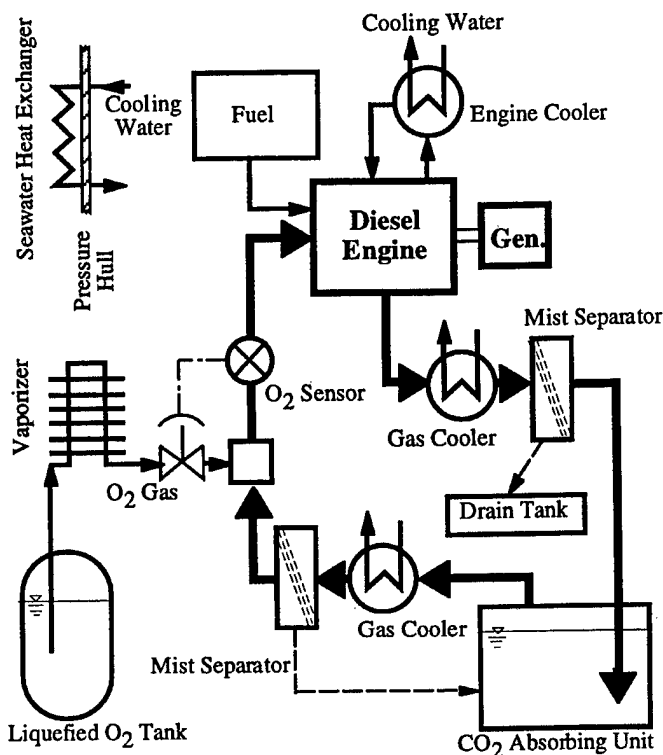 Cooling Water
Seawater Heat Exchanger
Cooling
Water
Pressure
Hull
Fuel
Engine Cooler
Diesel
Engine
Gen.
Mist Separator
Vaporizer
O₂ Sensor
Gas Cooler
O₂ Gas
Drain Tank
Gas Cooler
Mist Separator
Liquefied O₂ Tank
CO₂ Absorbing Unit